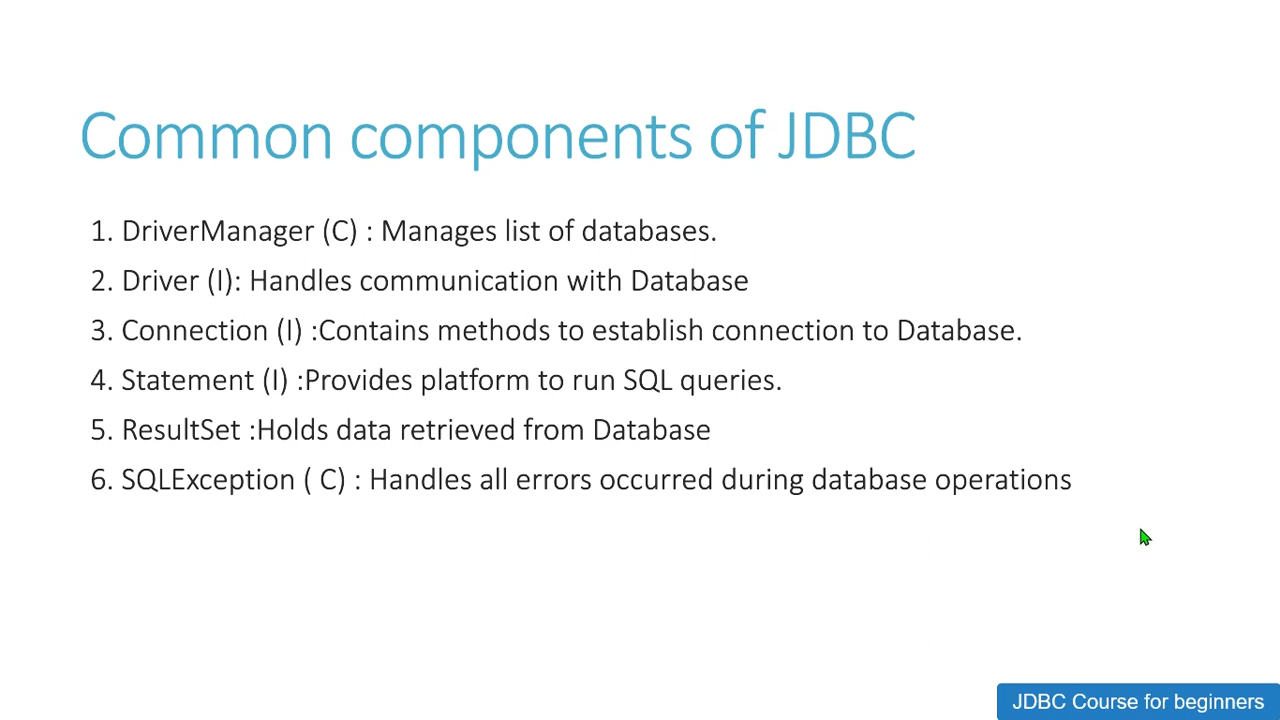 Common components of JDBC
1. DriverManager (C) : Manages list of databases.
2. Driver (I): Handles communication with Database
3. Connection (I) :Contains methods to establish connection to Database.
4. Statement (I) :Provides platform to run SQL queries.
5. ResultSet :Holds data retrieved from Database
6. SQLException ( C) : Handles all errors occurred during database operations
JDBC Course for beginners